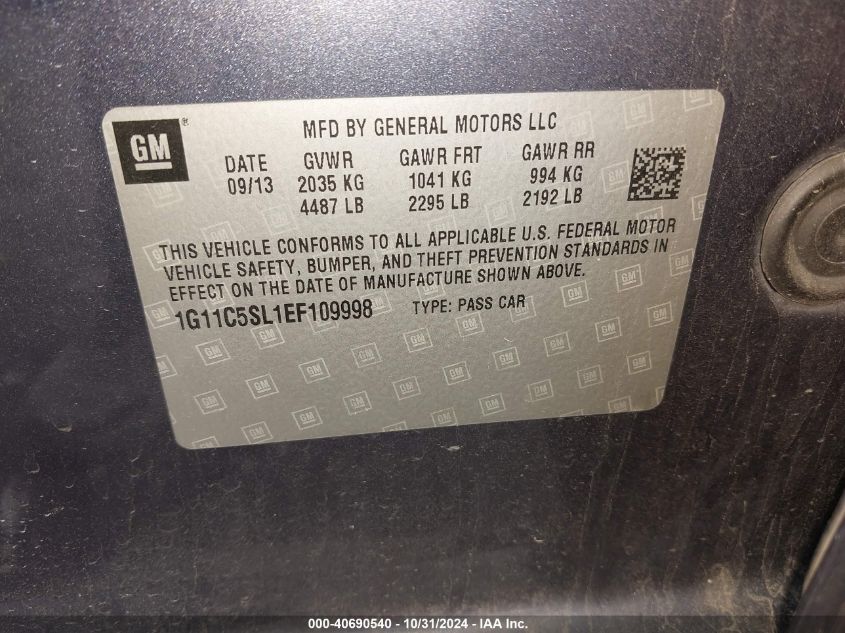 GM®
MFD BY GENERAL MOTORS LLC
DATE GVWR GAWR FRT GAWR RR
09/13 2035 KG 1041 KG 994 KG
4487 LB 2295 LB 2192 LB
THIS VEHICLE CONFORMS TO ALL APPLICABLE U.S. FEDERAL MOTOR
VEHICLE SAFETY, BUMPER, AND THEFT PREVENTION STANDARDS IN
EFFECT ON THE DATE OF MANUFACTURE SHOWN ABOVE.
1G11C5SL1EF109998 TYPE: PASS CAR
000-40690540 - 10/31/2024 - IAA Inc.